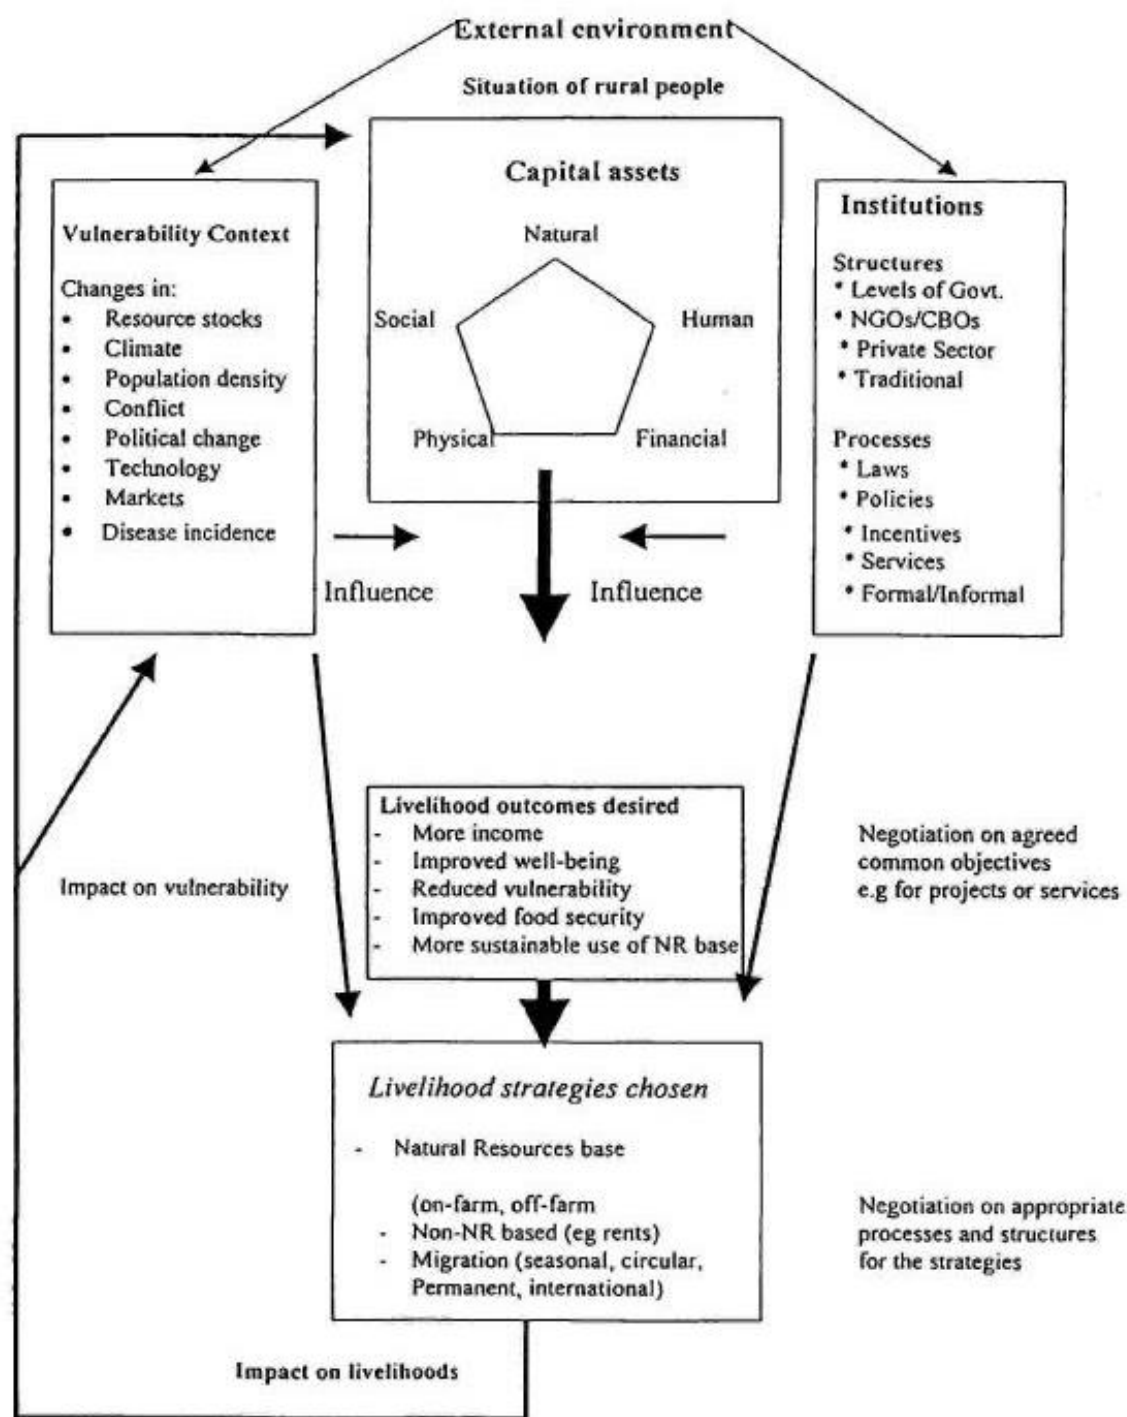 External environment
Situation of rural people
Capital assets
Natural
Social
Human
Physical
Financial
Vulnerability Context
Changes in:
• Resource stocks
• Climate
• Population density
• Conflict
• Political change
• Technology
• Markets
• Disease incidence
Institutions
Structures
* Levels of Govt.
* NGOs/CBOs
* Private Sector
* Traditional
Processes
* Laws
* Policies
* Incentives
* Services
* Formal/Informal
Influence
Influence
Livelihood outcomes desired
- More income
- Improved well-being
- Reduced vulnerability
- Improved food security
- More sustainable use of NR base
Impact on vulnerability
Negotiation on agreed
common objectives
e.g for projects or services
Livelihood strategies chosen
- Natural Resources base
(on-farm, off-farm
- Non-NR based (eg rents)
- Migration (seasonal, circular,
Permanent, international)
Negotiation on appropriate
processes and structures
for the strategies
Impact on livelihoods